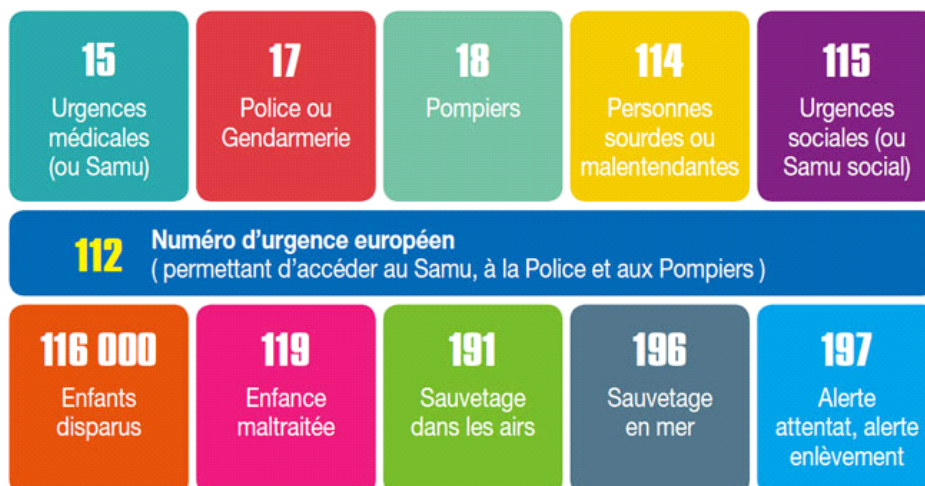 15
Urgences
médicales
(ou Samu)
17
Police ou
Gendarmerie
18
Pompiers
114
Personnes
sourdes ou
malentendantes
115
Urgences
sociales (ou
Samu social)
112
Numéro d'urgence européen
( permettant d'accéder au Samu, à la Police et aux Pompiers )
116 000
Enfants
disparus
119
Enfance
maltraitée
191
Sauvetage
dans les airs
196
Sauvetage
en mer
197
Alerte
attentat, alerte
enlèvement